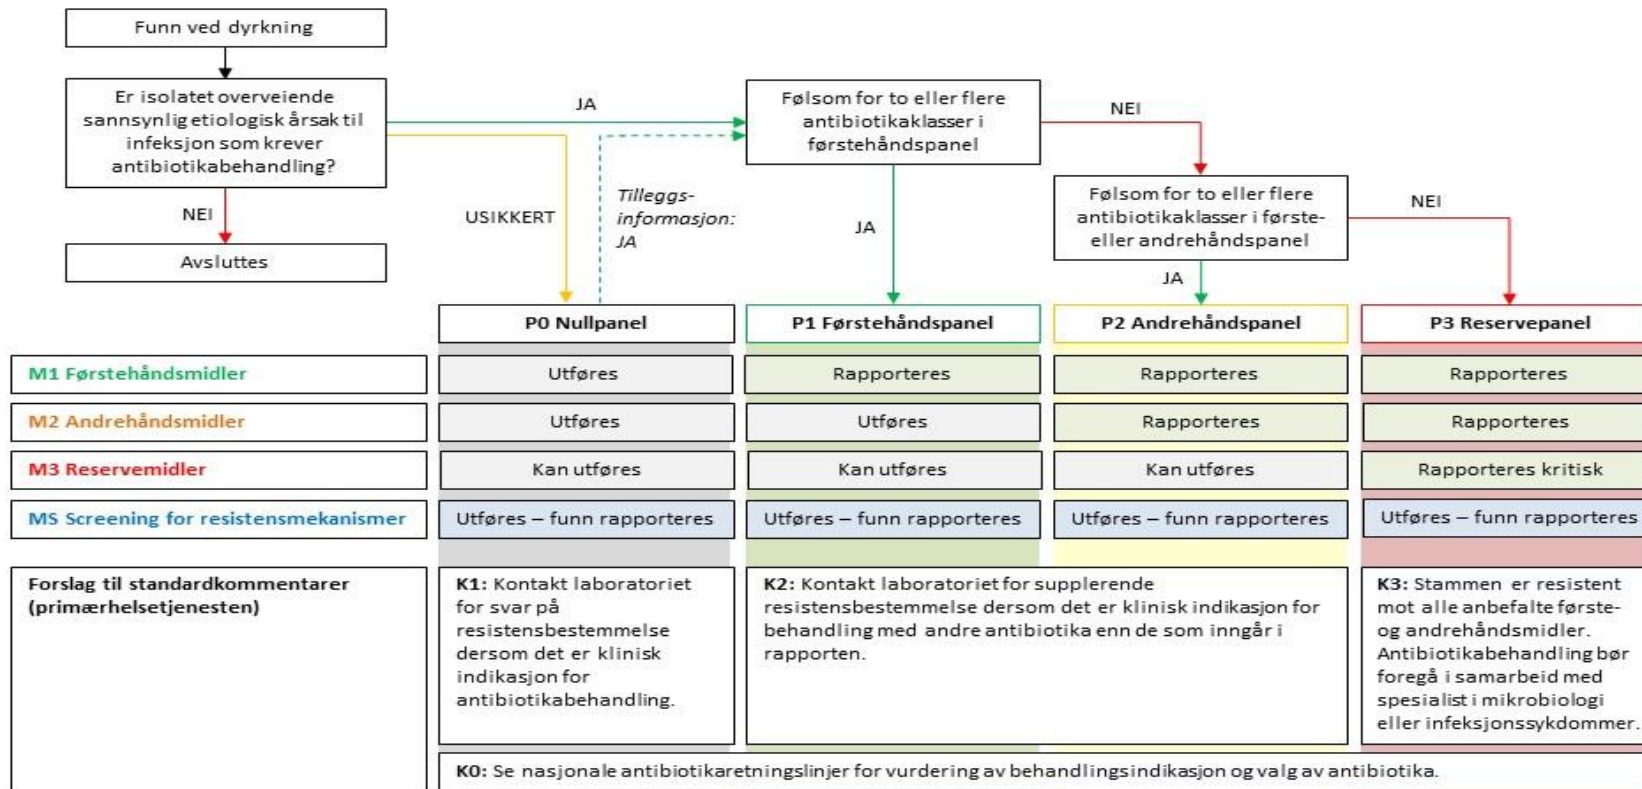 Funn ved dyrkning
Er isolatet overveiende
sannsynlig etiologisk årsak til
infeksjon som krever
antibiotikabehandling?
JA
Følsom for to eller flere
antibiotikaklasser i
førstehåndspanel
NEI
NEI
Avsluttes
USIKKERT
Tilleggs-
informasjon:
JA
JA
Følsom for to eller flere
antibiotikaklasser i første-
eller andrehåndspanel
NEI
JA
P0 Nullpanel
P1 Førstehåndspanel
P2 Andrehåndspanel
P3 Reservepanel
M1 Førstehåndsmidler
Utføres
Rapporteres
Rapporteres
Rapporteres
M2 Andrehåndsmidler
Utføres
Utføres
Rapporteres
Rapporteres
M3 Reservemidler
Kan utføres
Kan utføres
Kan utføres
Rapporteres kritisk
MS Screening for resistensmekanismer
Utføres – funn rapporteres
Utføres – funn rapporteres
Utføres – funn rapporteres
Utføres – funn rapporteres
Forslag til standardkommentarer
(primærhelsetjenesten)
K1: Kontakt laboratoriet
for svar på
resistensbestemmelse
dersom det er klinisk
indikasjon for
antibiotikabehandling.
K2: Kontakt laboratoriet for supplerende
resistensbestemmelse dersom det er klinisk indikasjon for
behandling med andre antibiotika enn de som inngår i
rapporten.
K3: Stammen er resistent
mot alle anbefalte første-
og andrehåndsmidler.
Antibiotikabehandling bør
foregå i samarbeid med
spesialist i mikrobiologi
eller infeksjonssykdommer.
K0: Se nasjonale antibiotikaretningslinjer for vurdering av behandlingsindikasjon og valg av antibiotika.